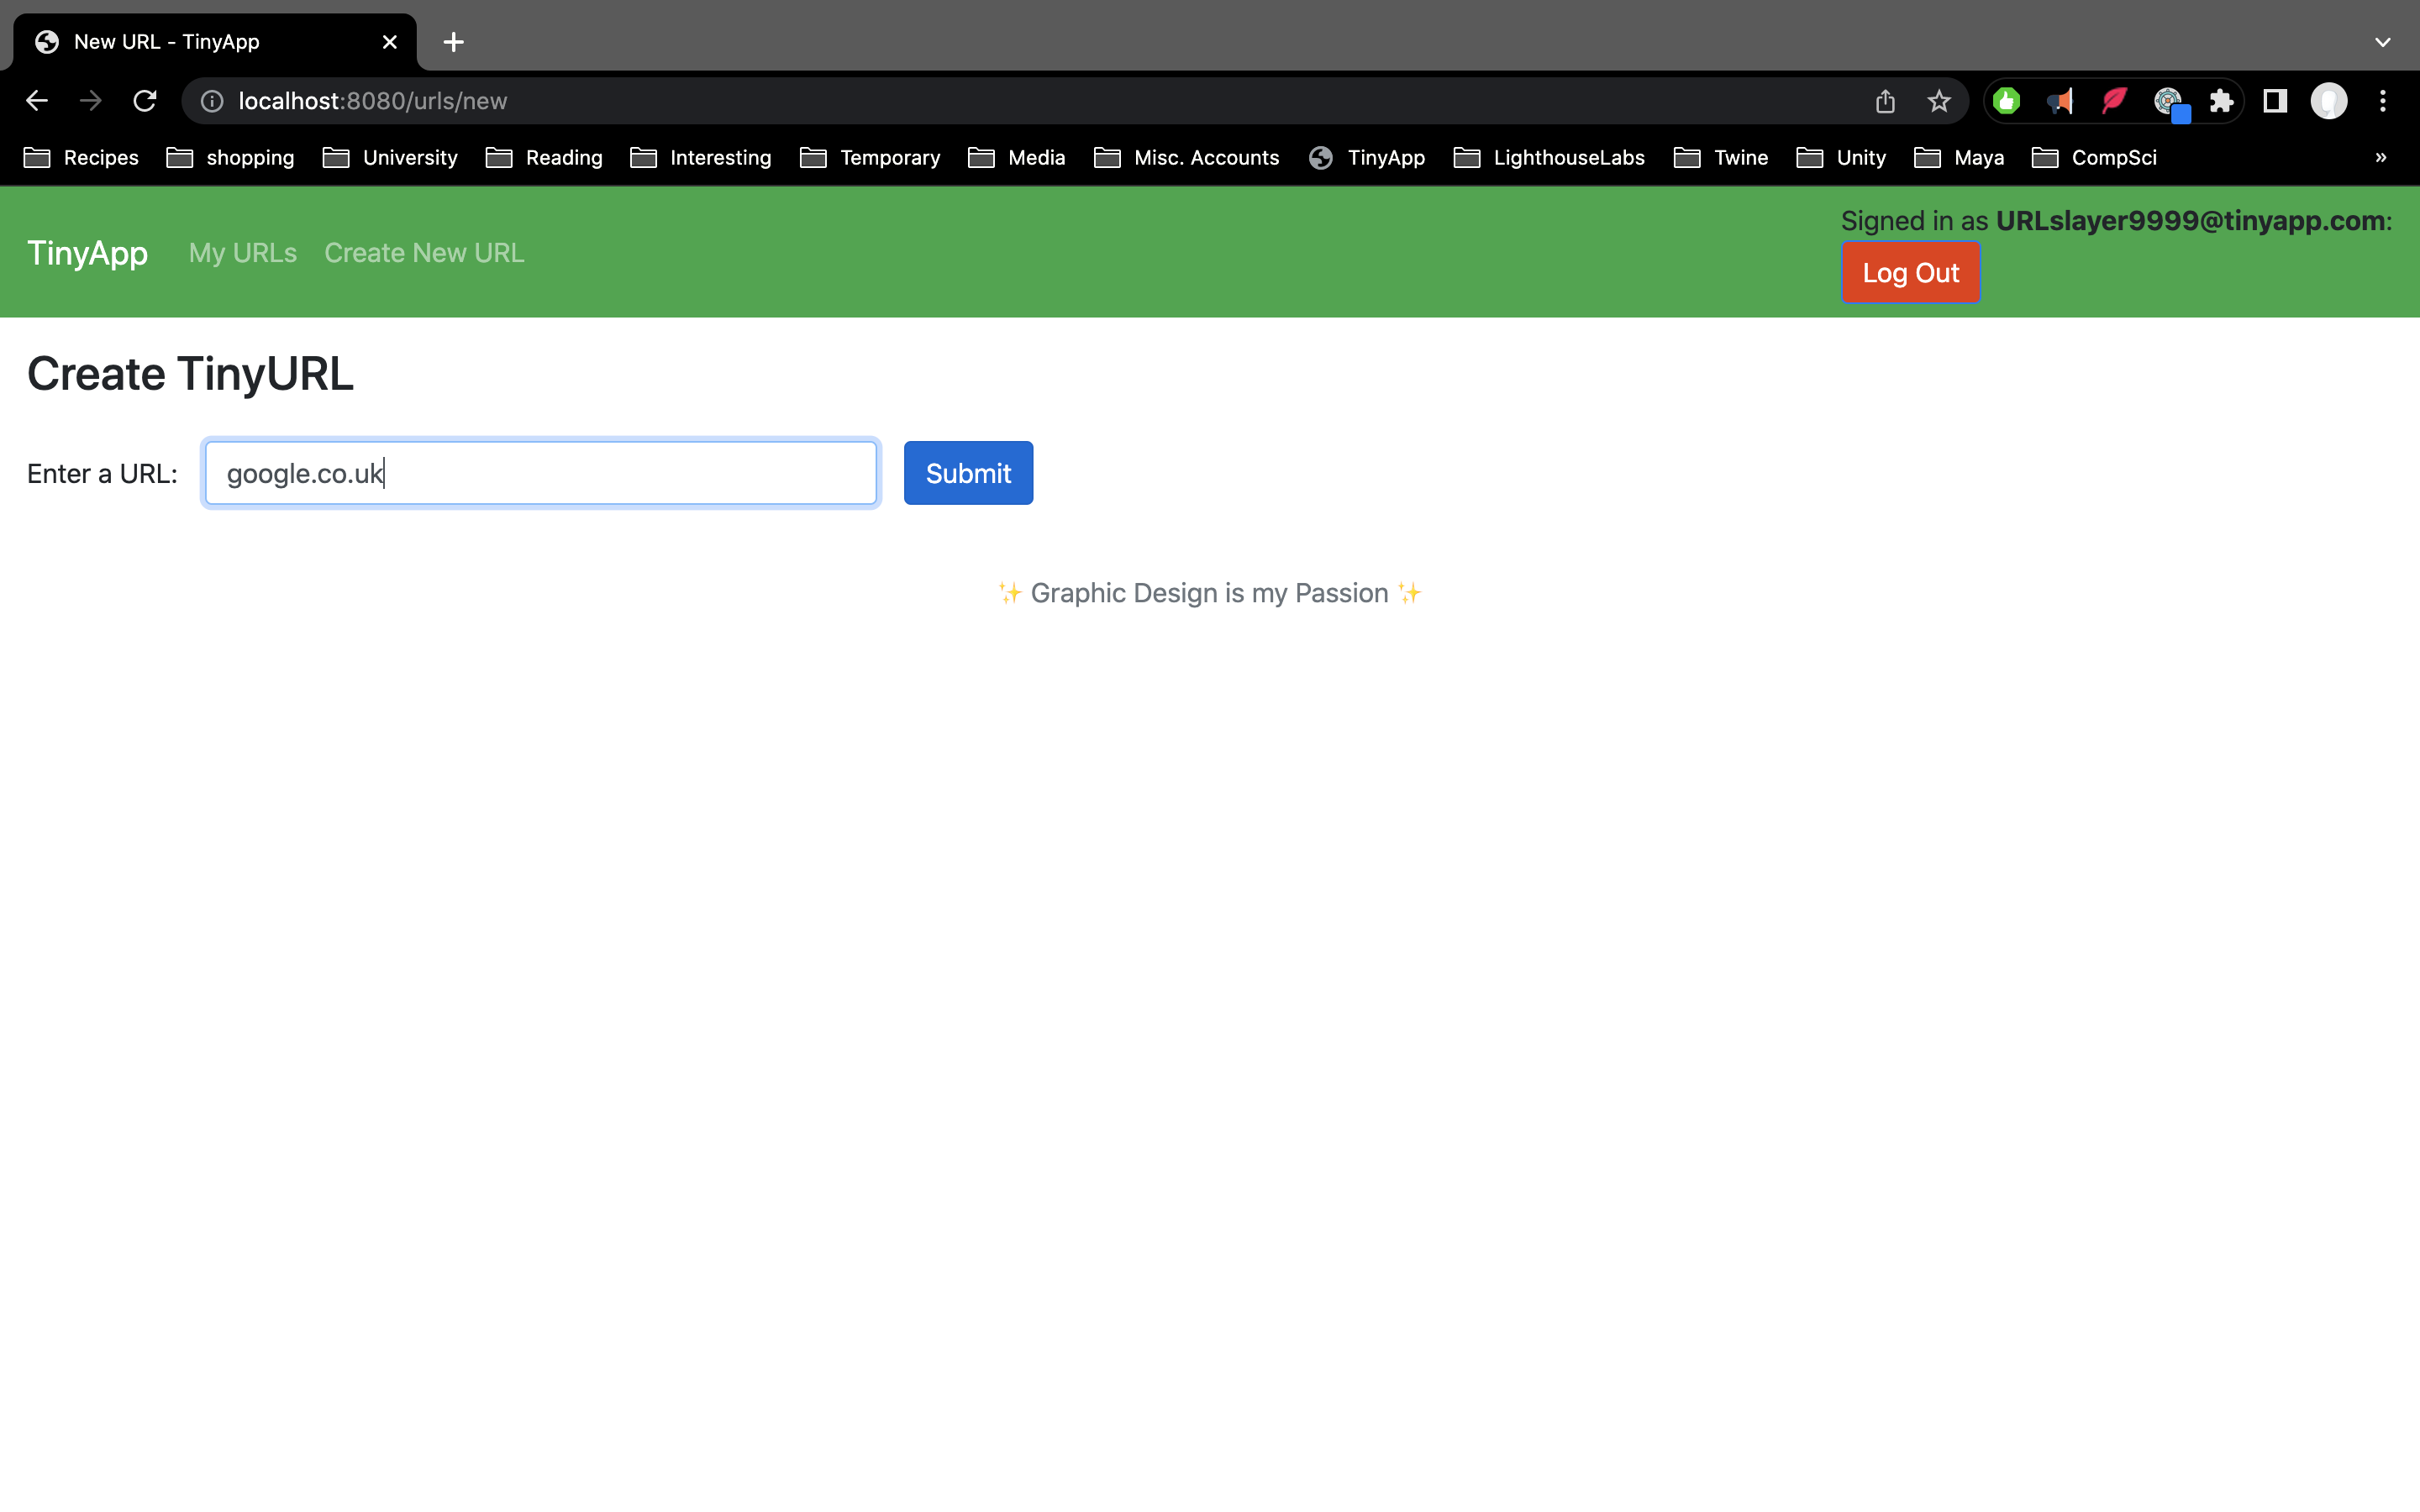 New URL - TinyApp
localhost:8080/urls/new
Recipes shopping University Reading Interesting Temporary Media Misc. Accounts TinyApp LighthouseLabs Twine Unity Maya CompSci »
TinyApp My URLs Create New URL
Signed in as URLslayer9999@tinyapp.com:
Log Out
Create TinyURL
Enter a URL: google.co.uk Submit
✨ Graphic Design is my Passion ✨